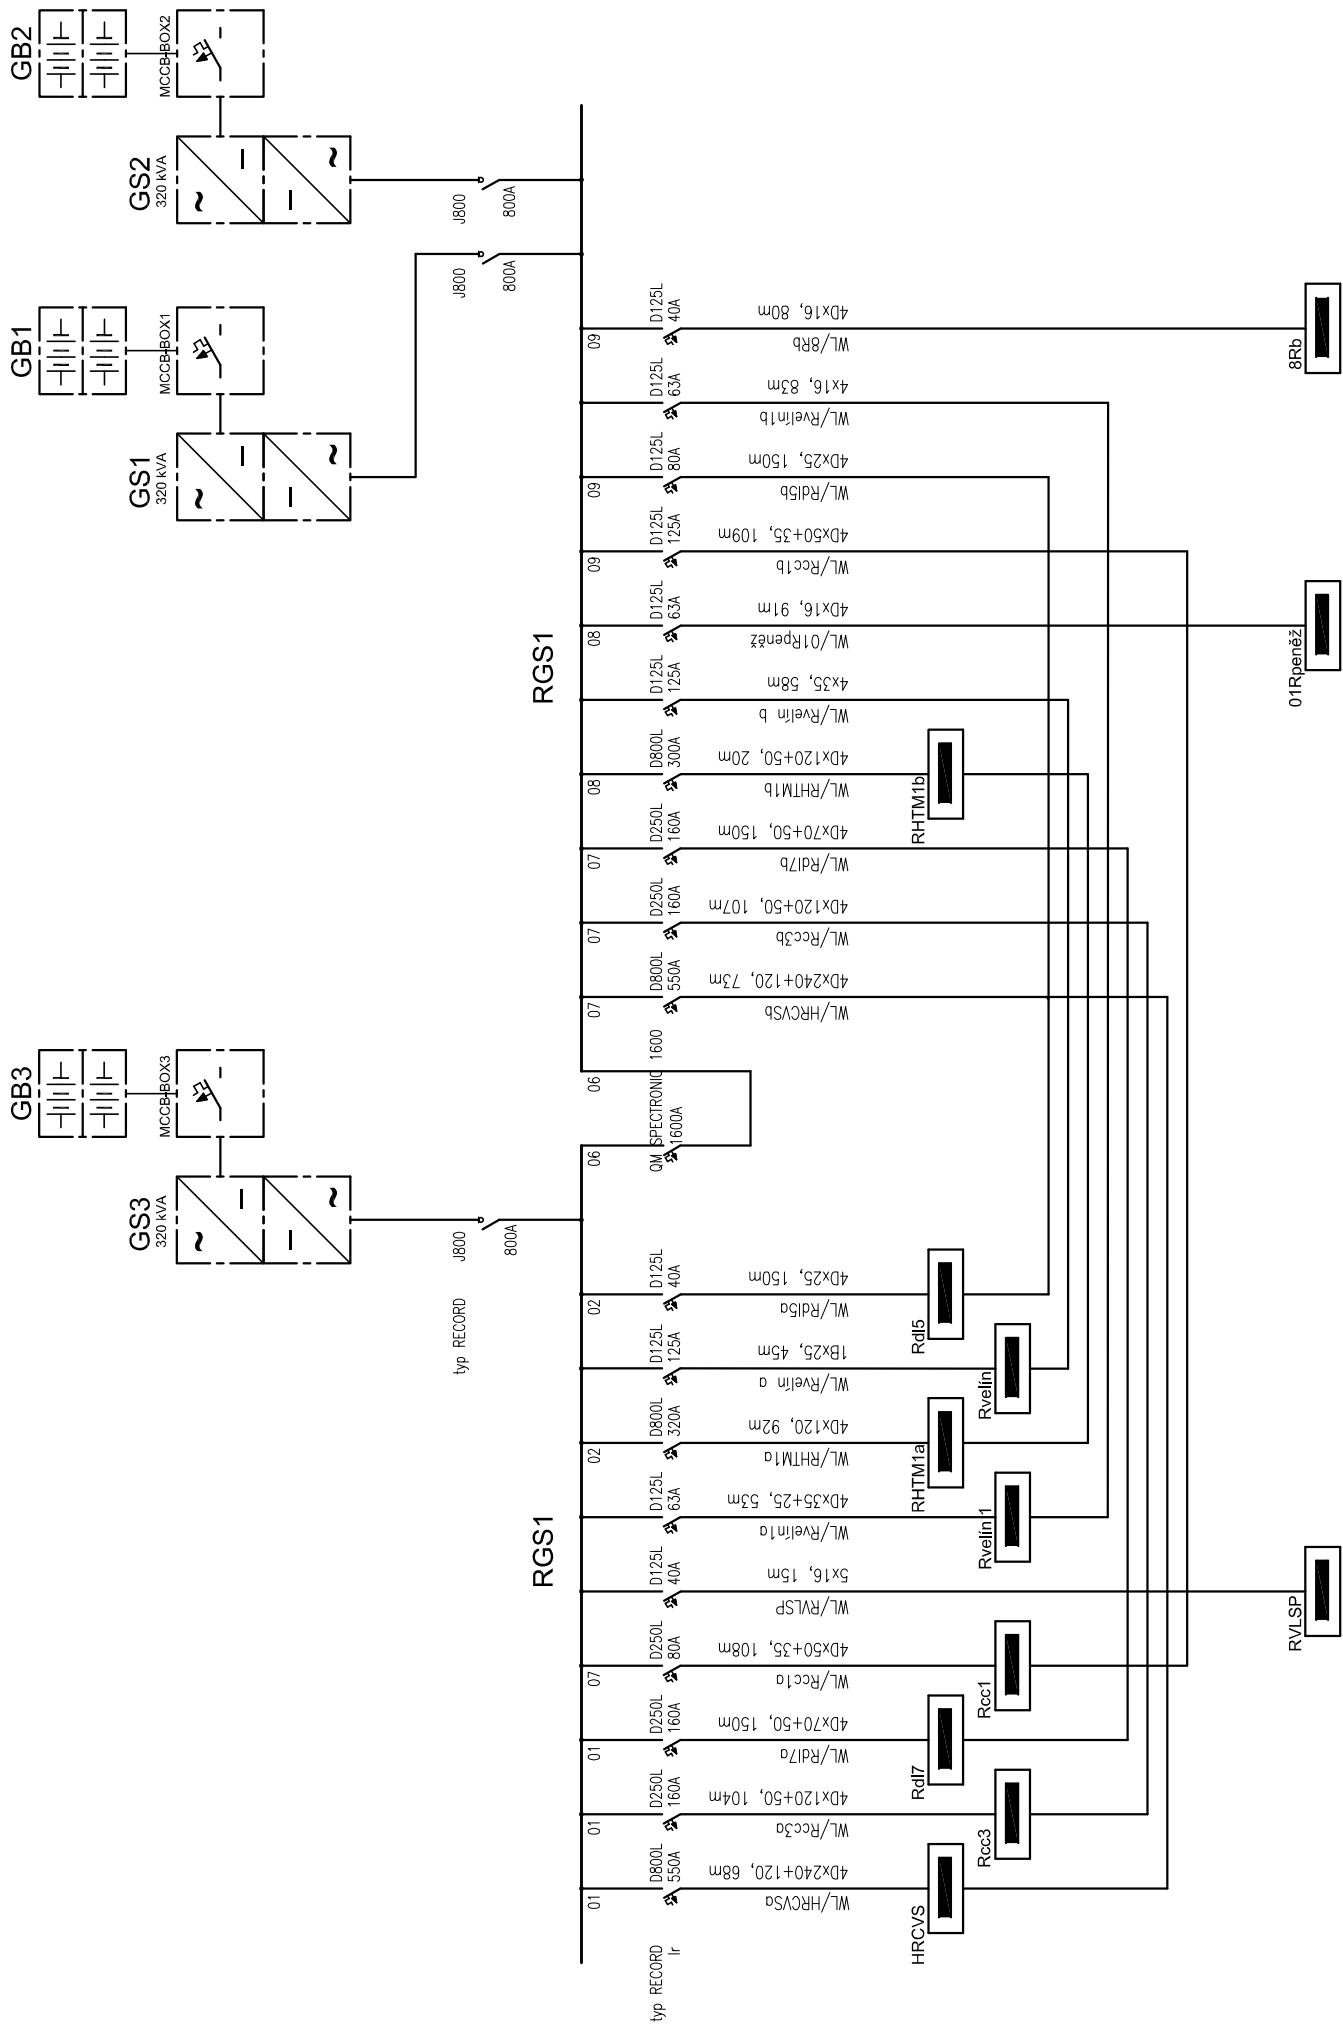 GB3
MCCB-BOX3
GS3
320 kVA
GB1
MCCB-BOX1
GS1
320 kVA
GB2
MCCB-BOX2
GS2
320 kVA
typ RECORD
J800
800A
J800
800A
J800
800A
RGS1
RGS1
typ RECORD
Ir
01
D800L
550A
WL/HRCVSa
4Dx240+120, 68m
01
D250L
160A
WL/Rcc3a
4Dx120+50, 104m
01
D250L
160A
WL/Rdl7a
4Dx70+50, 150m
07
D250L
80A
WL/Rcc1a
4Dx50+35, 108m
D125L
40A
WL/RVLSP
5x16, 15m
D125L
63A
WL/Rvelín1a
4Dx35+25, 53m
02
D800L
320A
WL/RHTM1a
4Dx120, 92m
D125L
125A
WL/Rvelín a
1Bx25, 45m
02
D125L
40A
WL/Rdl5a
4Dx25, 150m
06
QM SPECTRONIC 1600
1600A
06
07
D800L
550A
WL/HRCVSb
4Dx240+120, 73m
07
D250L
160A
WL/Rcc3b
4Dx120+50, 107m
07
D250L
160A
WL/Rdl7b
4Dx70+50, 150m
08
D800L
300A
WL/RHTM1b
4Dx120+50, 20m
D125L
125A
WL/Rvelín b
4x35, 58m
08
D125L
63A
WL/01Rpeněž
4Dx16, 91m
09
D125L
125A
WL/Rcc1b
4Dx50+35, 109m
09
D125L
80A
WL/Rdl5b
4Dx25, 150m
D125L
63A
WL/Rvelín1b
4x16, 83m
09
D125L
40A
WL/8Rb
4Dx16, 80m
HRCVS
Rcc3
Rdl7
Rcc1
RVLSP
Rvelín 1
RHTM1a
Rvelín
Rdl5
RHTM1b
01Rpeněž
8Rb